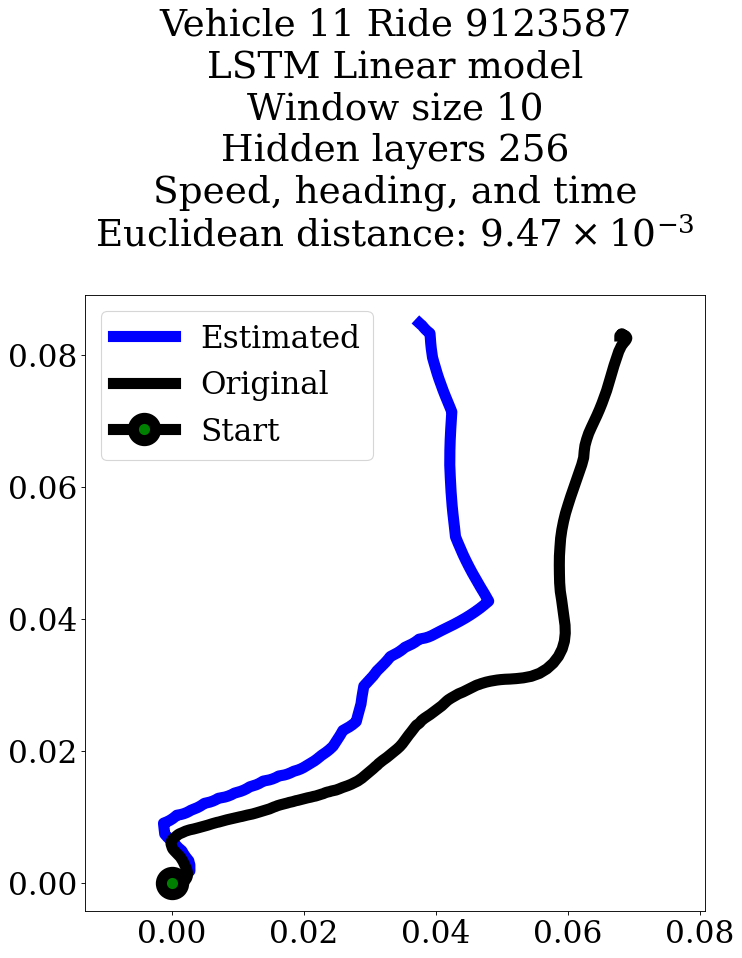 Vehicle 11 Ride 9123587
LSTM Linear model
Window size 10
Hidden layers 256
Speed, heading, and time
Euclidean distance: 9.47 × 10⁻³
Estimated
Original
Start
0.08
0.06
0.04
0.02
0.00
0.00 0.02 0.04 0.06 0.08